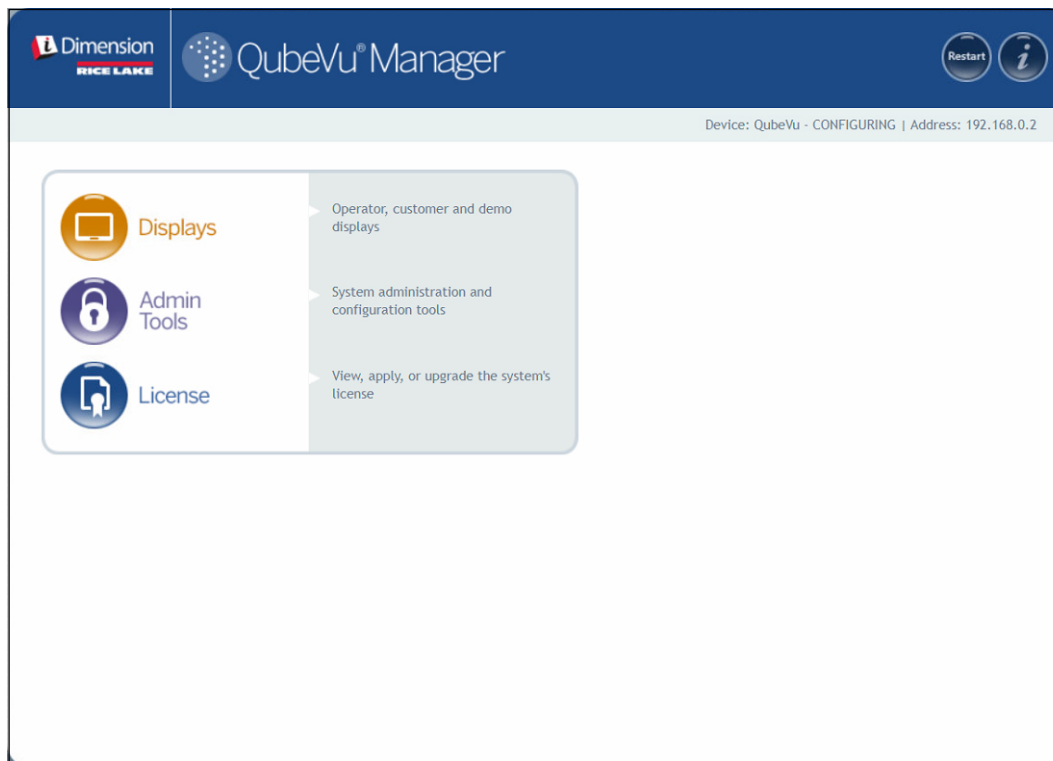 i Dimension
RICE LAKE
QubeVu® Manager
Restart
i
Device: QubeVu - CONFIGURING | Address: 192.168.0.2
Displays
Operator, customer and demo
displays
Admin
Tools
System administration and
configuration tools
License
View, apply, or upgrade the system's
license